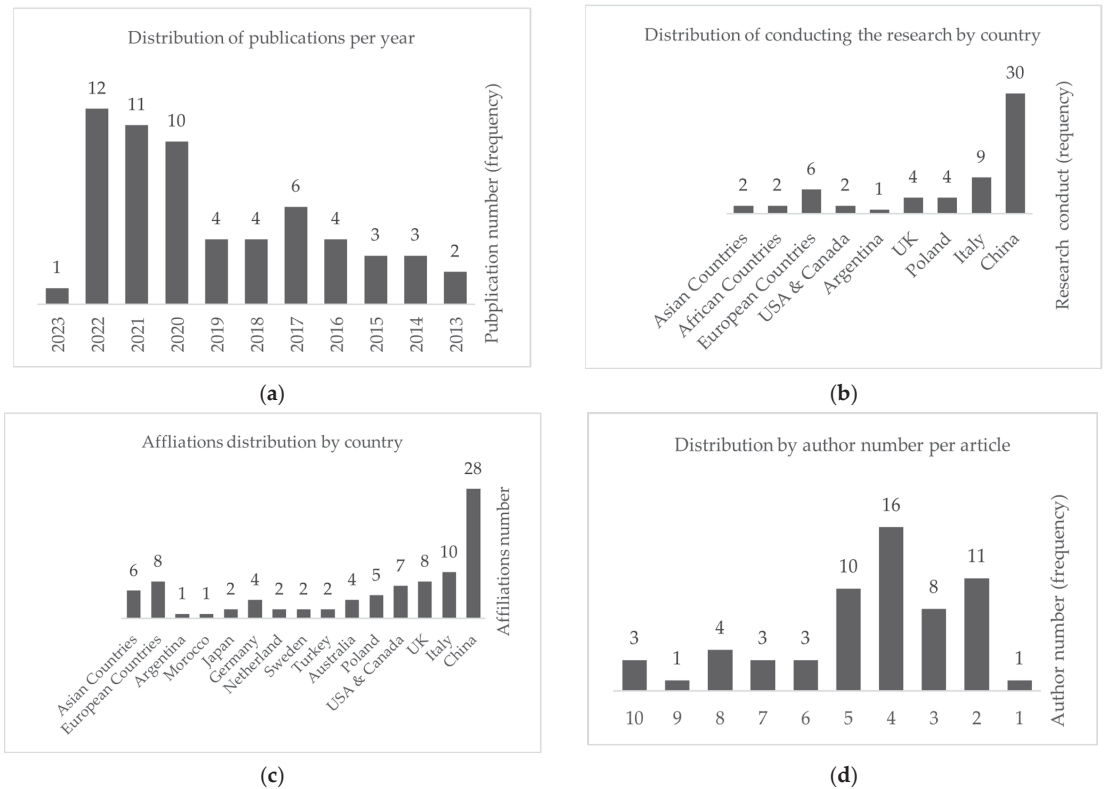 Distribution of publications per year
12
11
10
6
4
4
4
3
3
2
1
2023
2022
2021
2020
2019
2018
2017
2016
2015
2014
2013
Pupplication number (frequency)
(a)
Distribution of conducting the research by country
30
9
6
4
4
2
2
2
1
Asian Countries
African Countries
European Countries
USA & Canada
Argentina
UK
Poland
Italy
China
Research conduct (requency)
(b)
Affliations distribution by country
28
10
8
8
7
6
5
4
4
2
2
2
2
1
1
Asian Countries
European Countries
Argentina
Morocco
Japan
Germany
Netherland
Sweden
Turkey
Australia
Poland
USA & Canada
UK
Italy
China
Affiliations number
(c)
Distribution by author number per article
16
11
10
8
4
3
3
3
1
1
10 9 8 7 6 5 4 3 2 1
Author number (frequency)
(d)